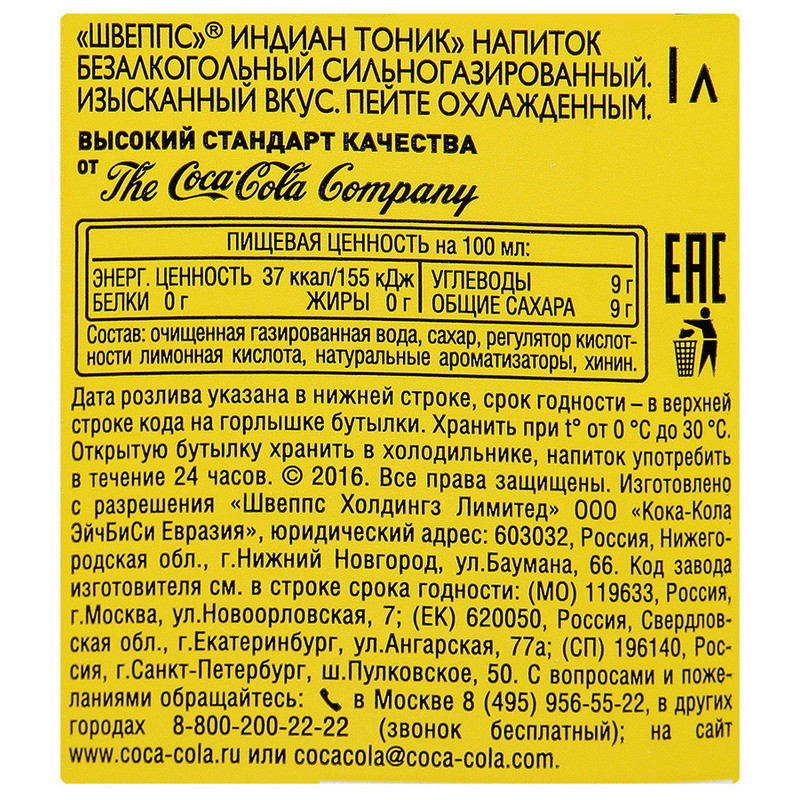 «ШВЕППС»® ИНДИАН ТОНИК» НАПИТОК
БЕЗАЛКОГОЛЬНЫЙ СИЛЬНОГАЗИРОВАННЫЙ.
ИЗЫСКАННЫЙ ВКУС. ПЕЙТЕ ОХЛАЖДЕННЫМ.
1 л
ВЫСОКИЙ СТАНДАРТ КАЧЕСТВА
от The Coca-Cola Company
ПИЩЕВАЯ ЦЕННОСТЬ на 100 мл:
ЭНЕРГ. ЦЕННОСТЬ 37 ккал/155 кДж УГЛЕВОДЫ 9 г
БЕЛКИ 0 г ЖИРЫ 0 г ОБЩИЕ САХАРА 9 г
EAC
Состав: очищенная газированная вода, сахар, регулятор кислот-
ности лимонная кислота, натуральные ароматизаторы, хинин.
Дата розлива указана в нижней строке, срок годности – в верхней
строке кода на горлышке бутылки. Хранить при t° от 0 °C до 30 °C.
Открытую бутылку хранить в холодильнике, напиток употребить
в течение 24 часов. © 2016. Все права защищены. Изготовлено
с разрешения «Швеппс Холдингз Лимитед» ООО «Кока-Кола
ЭйчБиСи Евразия», юридический адрес: 603032, Россия, Нижего-
родская обл., г.Нижний Новгород, ул.Баумана, 66. Код завода
изготовителя см. в строке срока годности: (МО) 119633, Россия,
г.Москва, ул.Новоорловская, 7; (ЕК) 620050, Россия, Свердлов-
ская обл., г.Екатеринбург, ул.Ангарская, 77а; (СП) 196140, Рос-
сия, г.Санкт-Петербург, ш.Пулковское, 50. С вопросами и поже-
ланиями обращайтесь: в Москве 8 (495) 956-55-22, в других
городах 8-800-200-22-22 (звонок бесплатный); на сайт
www.coca-cola.ru или cocacola@coca-cola.com.